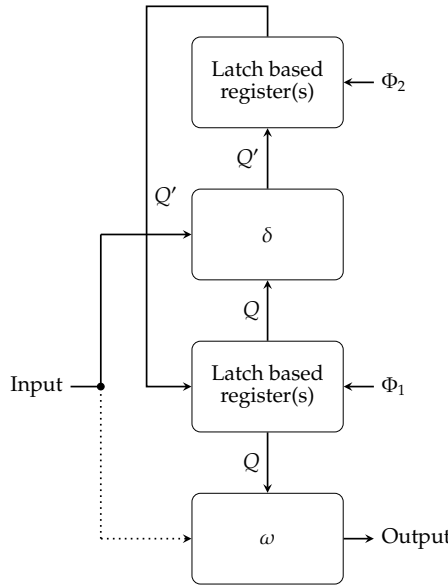 Latch based
register(s)
Φ₂
Q′
Q′
δ
Q
Latch based
register(s)
Input
Φ₁
Q
ω
Output